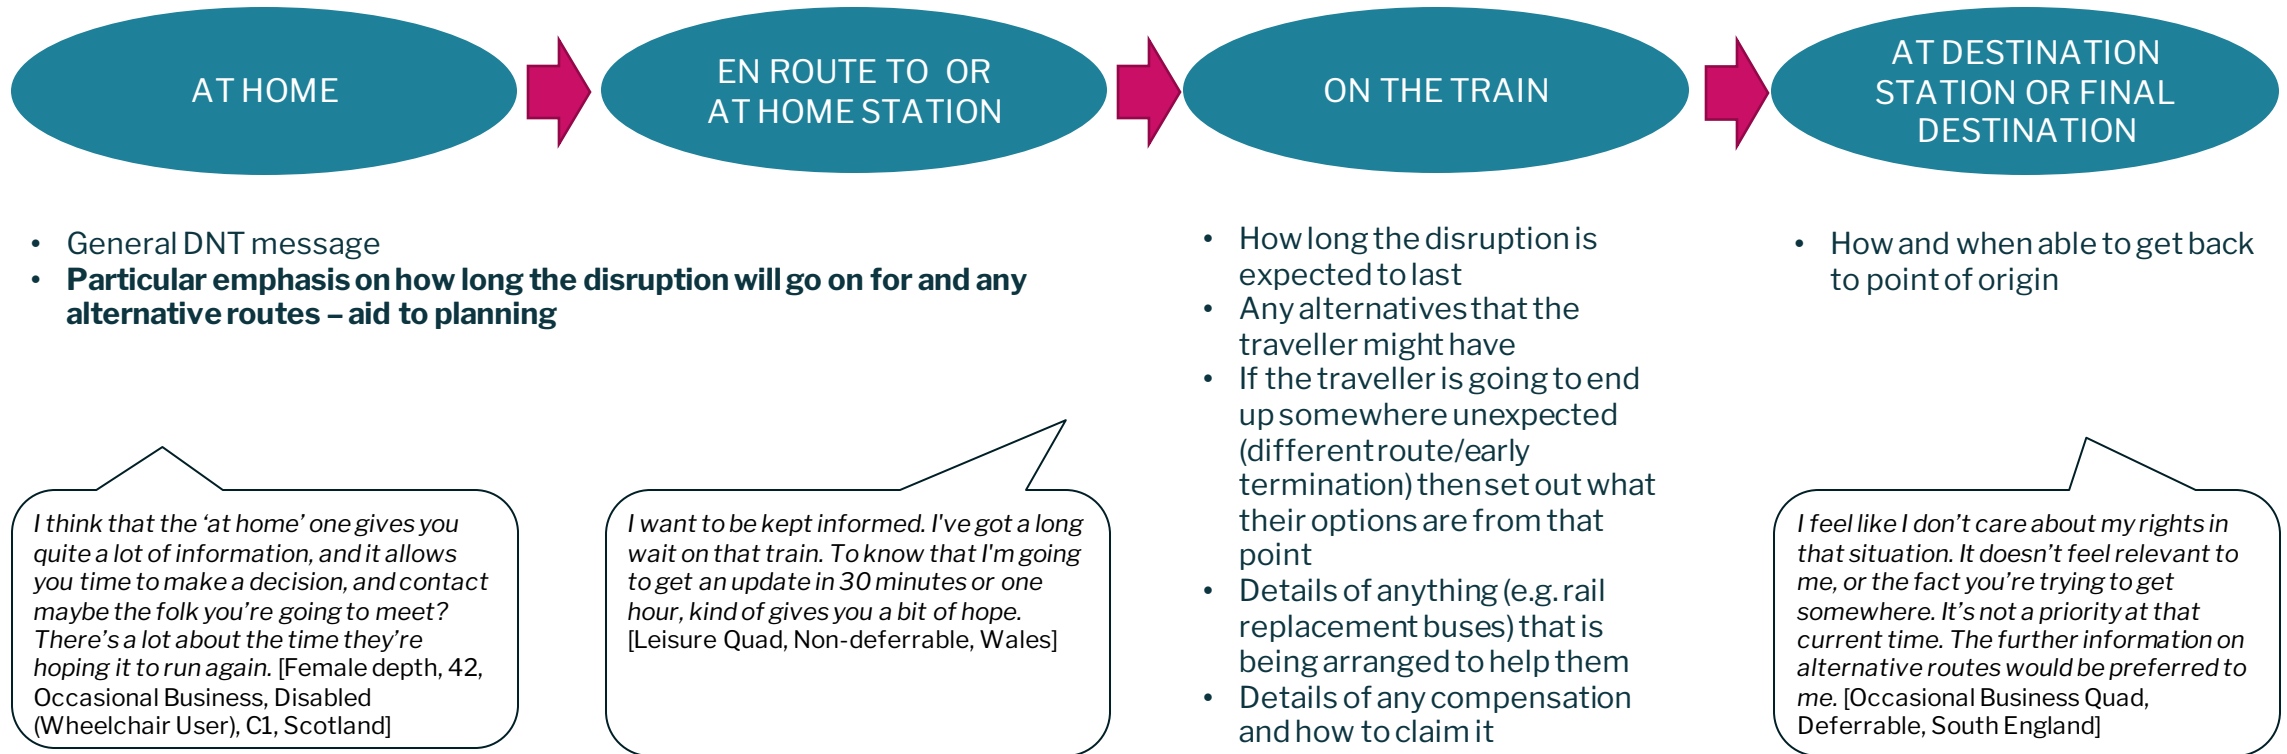 AT HOME
EN ROUTE TO OR
AT HOME STATION
ON THE TRAIN
AT DESTINATION
STATION OR FINAL
DESTINATION
• General DNT message
• Particular emphasis on how long the disruption will go on for and any
alternative routes – aid to planning
• How long the disruption is
expected to last
• Any alternatives that the
traveller might have
• If the traveller is going to end
up somewhere unexpected
(different route/early
termination) then set out what
their options are from that
point
• Details of anything (e.g. rail
replacement buses) that is
being arranged to help them
• Details of any compensation
and how to claim it
• How and when able to get back
to point of origin
I think that the ‘at home’ one gives you
quite a lot of information, and it allows
you time to make a decision, and contact
maybe the folk you’re going to meet?
There’s a lot about the time they’re
hoping it to run again. [Female depth, 42,
Occasional Business, Disabled
(Wheelchair User), C1, Scotland]
I want to be kept informed. I've got a long
wait on that train. To know that I'm going
to get an update in 30 minutes or one
hour, kind of gives you a bit of hope.
[Leisure Quad, Non-deferrable, Wales]
I feel like I don’t care about my rights in
that situation. It doesn’t feel relevant to
me, or the fact you’re trying to get
somewhere. It’s not a priority at that
current time. The further information on
alternative routes would be preferred to
me. [Occasional Business Quad,
Deferrable, South England]